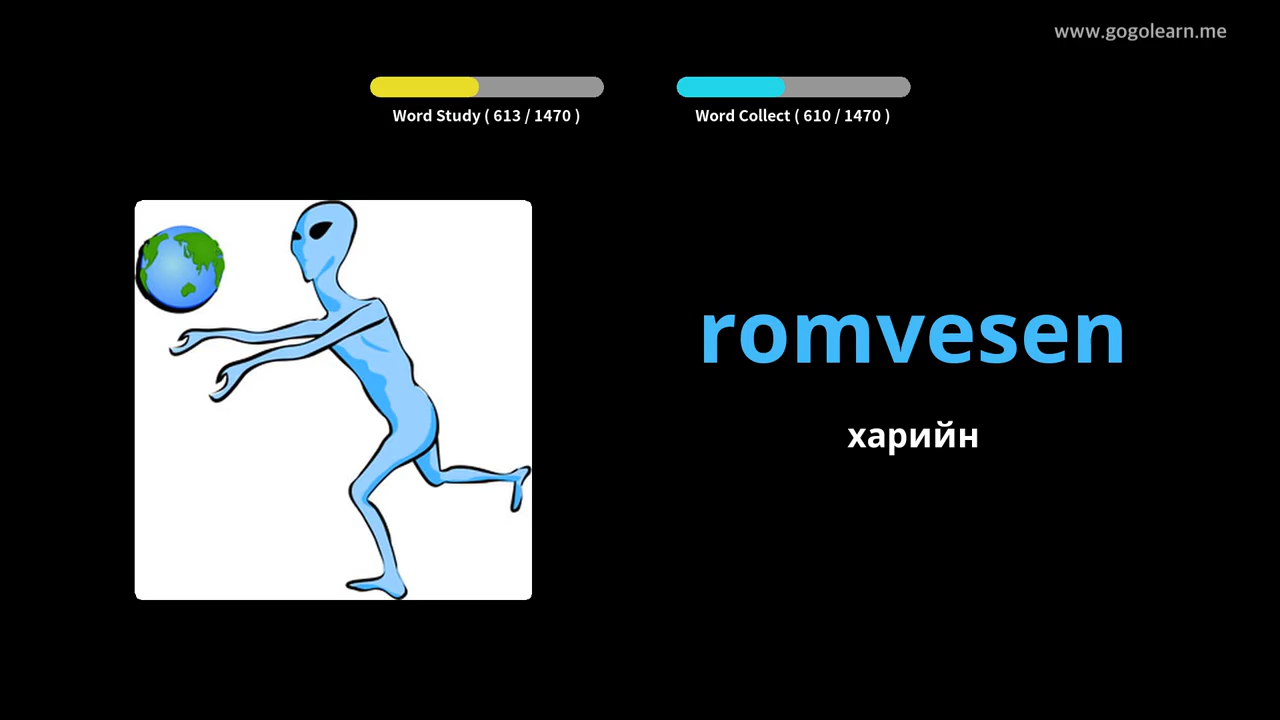 www.gogolearn.me
Word Study ( 613 / 1470 )
Word Collect ( 610 / 1470 )
romvesen
харийн